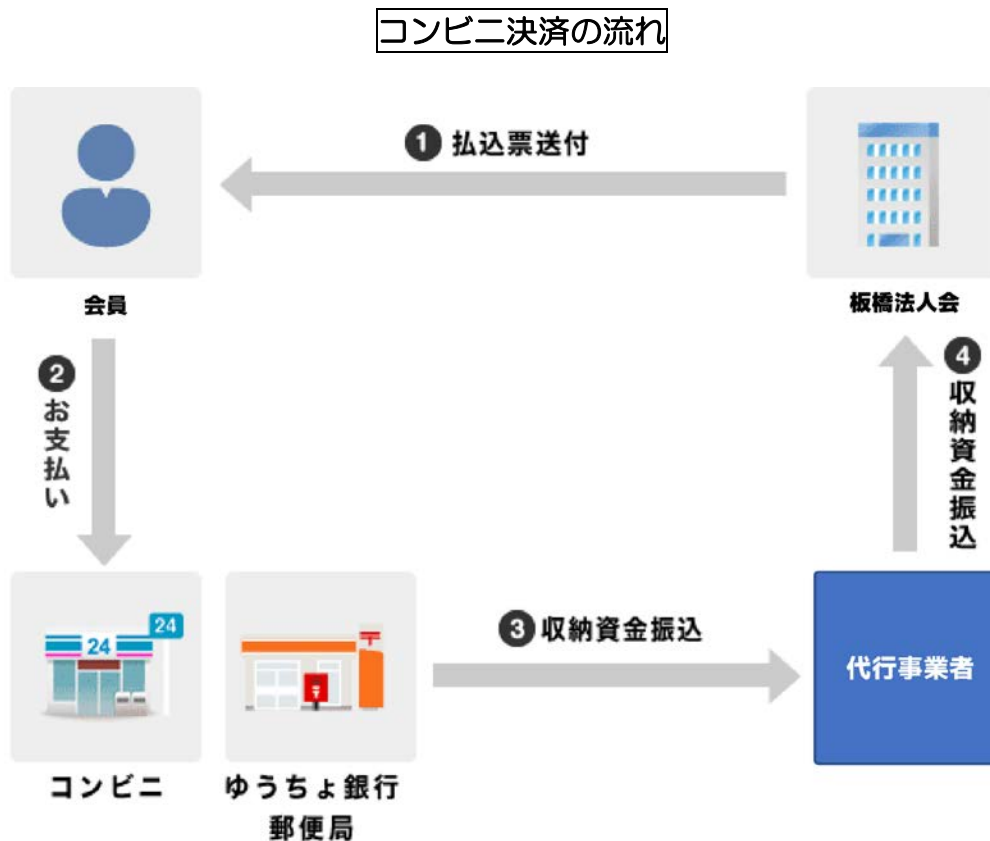 コンビニ決済の流れ
❶ 払込票送付
会員
板橋法人会
❷お支払い
❹収納資金振込
24
24
❸収納資金振込
代行事業者
コンビニ
ゆうちょ銀行
郵便局